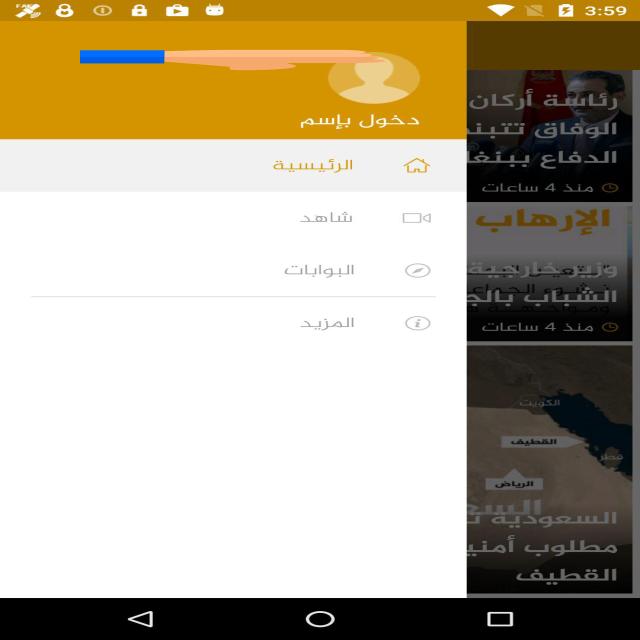 3:59
دخول بإسم
الرئيسية
شاهد
البوابات
المزيد
رئاسة أركان
الوفاق تتبن
الدفاع ببنغا
منذ 4 ساعات
الإرهاب
وزير خارجية
الشباب بالج
منذ 4 ساعات
الكويت
القطيف
قطر
الرياض
السعودية ت
مطلوب أمني
القطيف